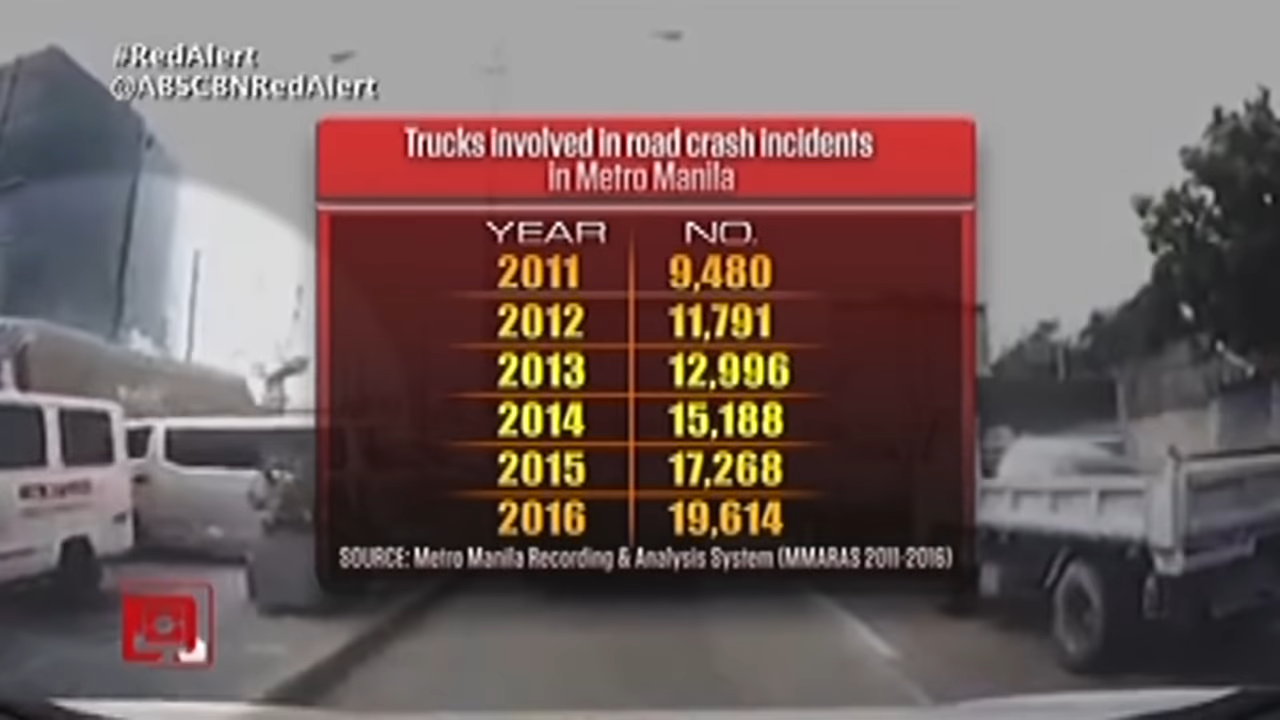 #RedAlert
@ABSCBNRedAlert
Trucks involved in road crash incidents
in Metro Manila
YEAR NO.
2011 9,480
2012 11,791
2013 12,996
2014 15,188
2015 17,268
2016 19,614
SOURCE: Metro Manila Recording & Analysis System (MMARAS 2011-2016)